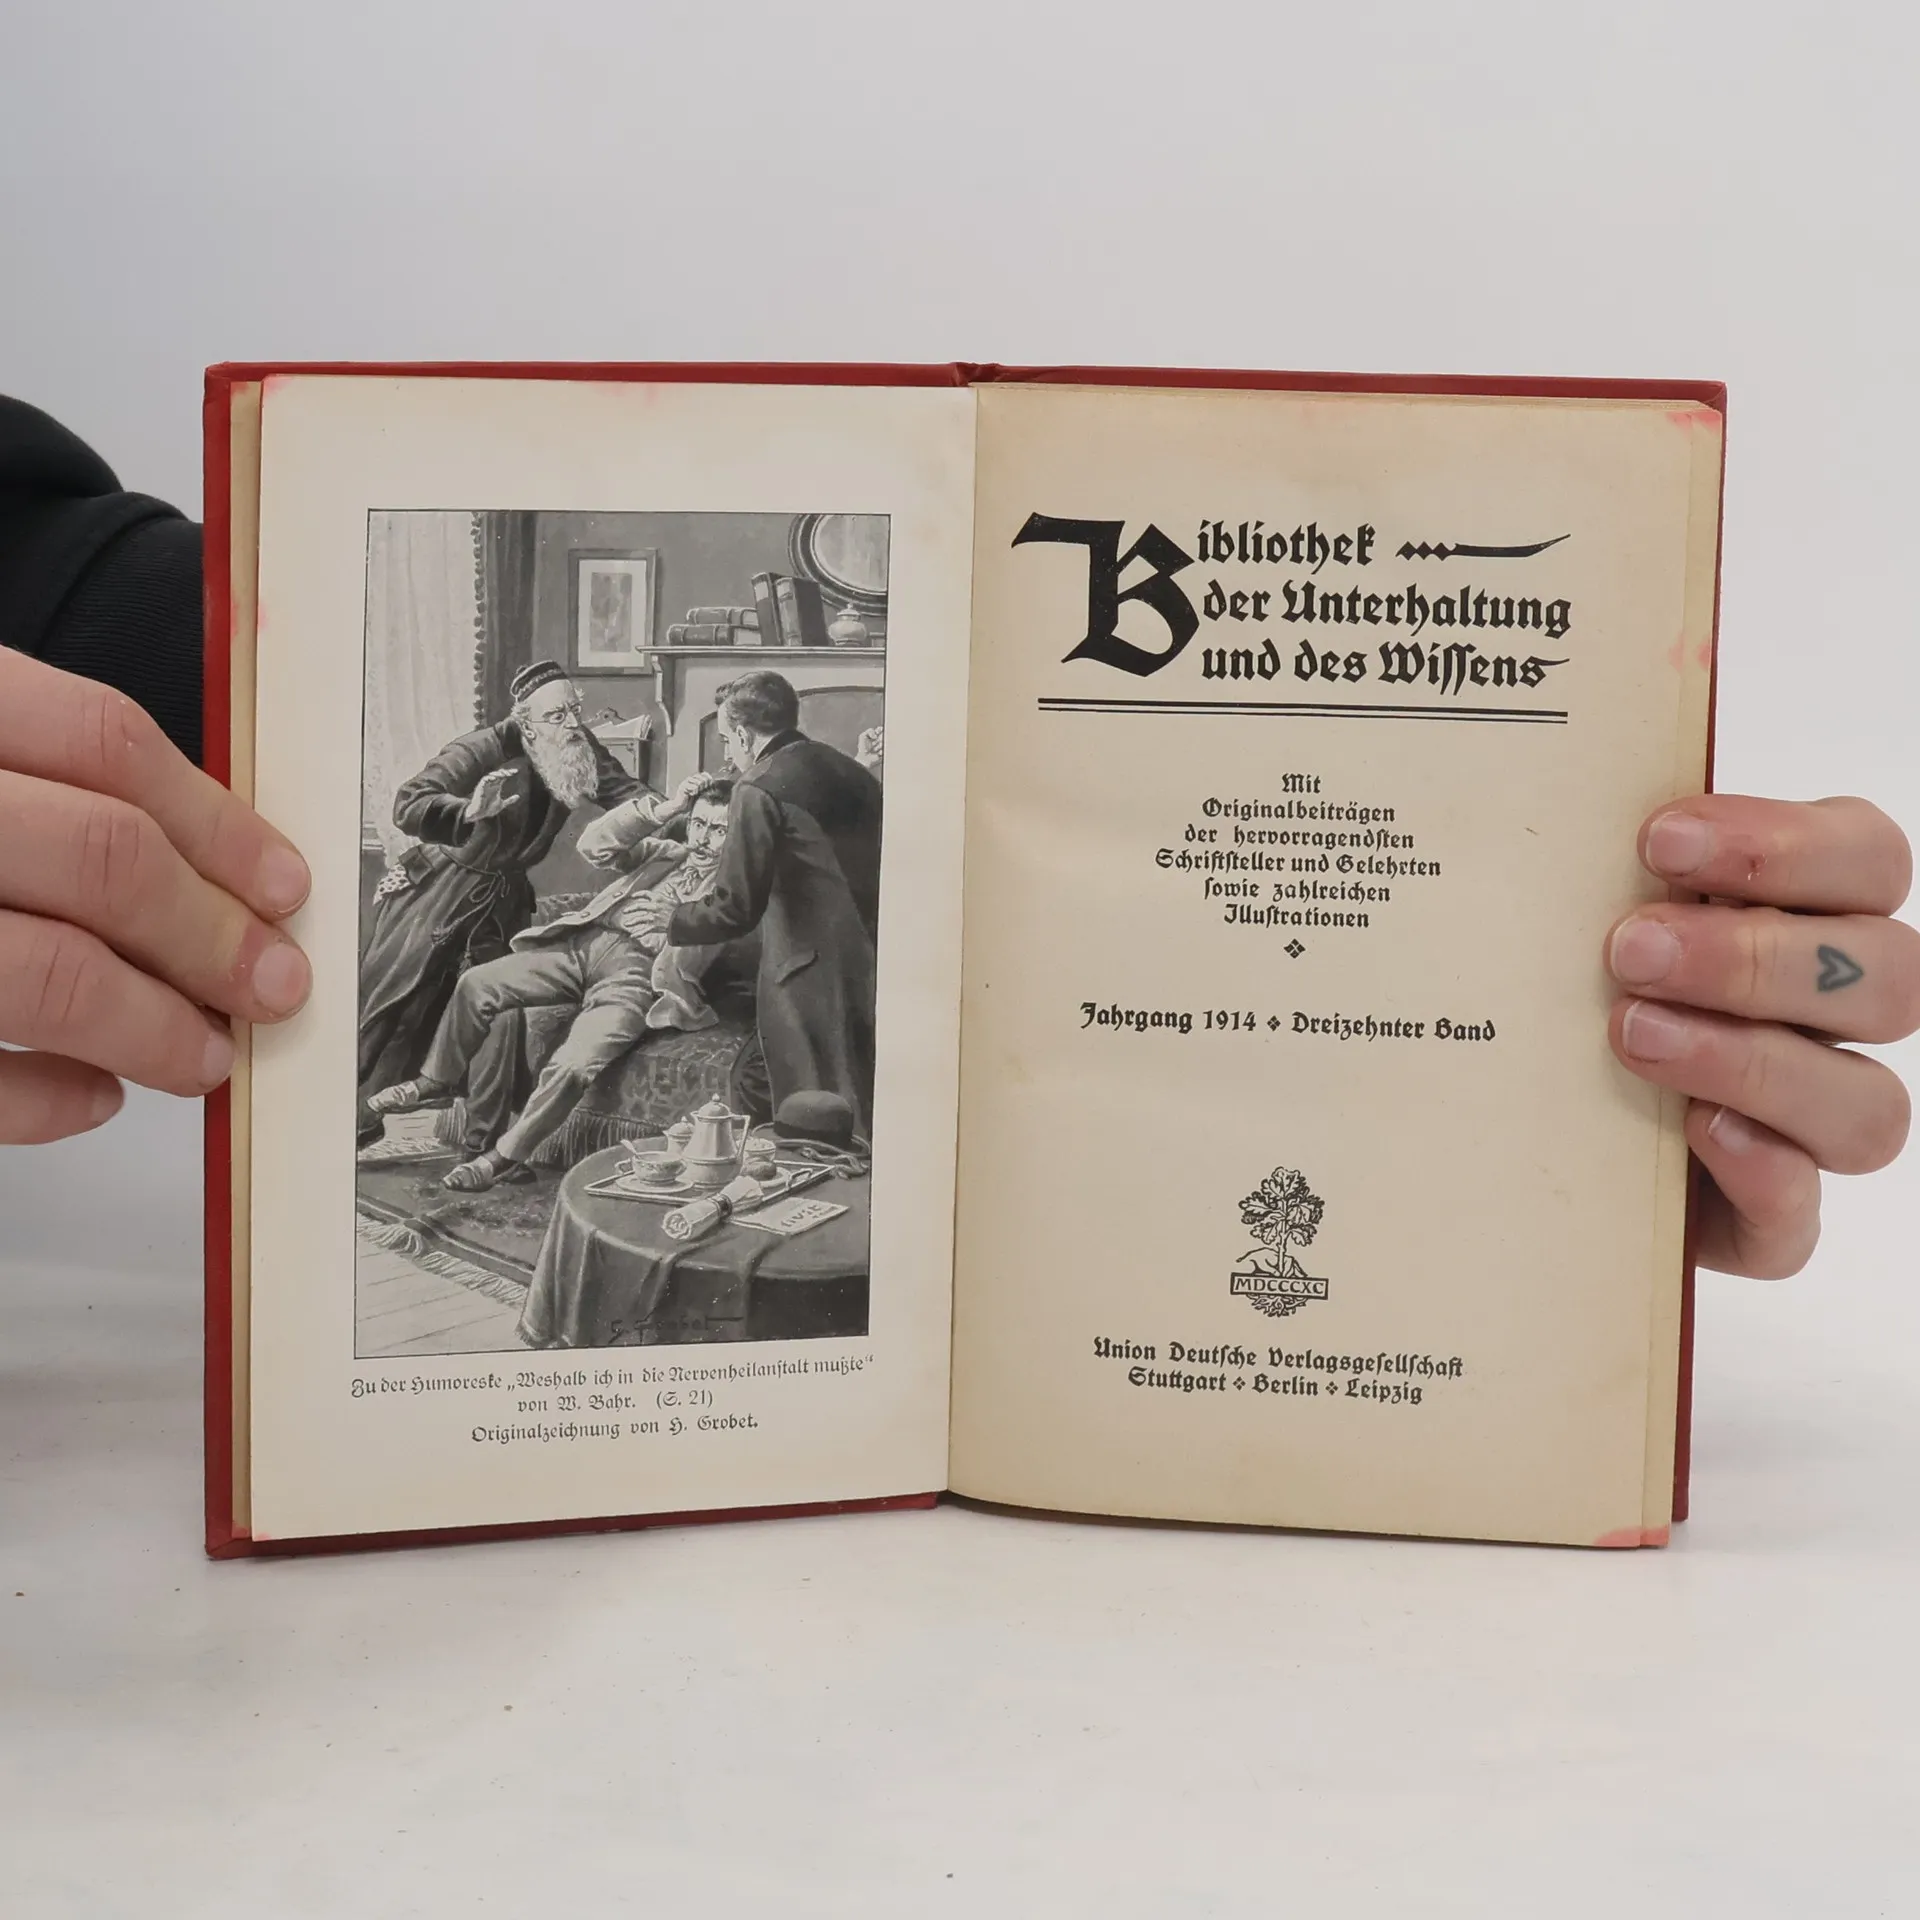 Zu der Humoreske „Weshalb ich in die Nervenheilanstalt mußte“
von W. Bahr. (S. 21)
Originalzeichnung von H. Grobet.
Bibliothek
der Unterhaltung
und des Wissens
Mit
Originalbeiträgen
der hervorragendsten
Schriftsteller und Gelehrten
sowie zahlreichen
Illustrationen
Jahrgang 1914 ❖ Dreizehnter Band
MDCCCXC
Union Deutsche Verlagsgesellschaft
Stuttgart ❖ Berlin ❖ Leipzig